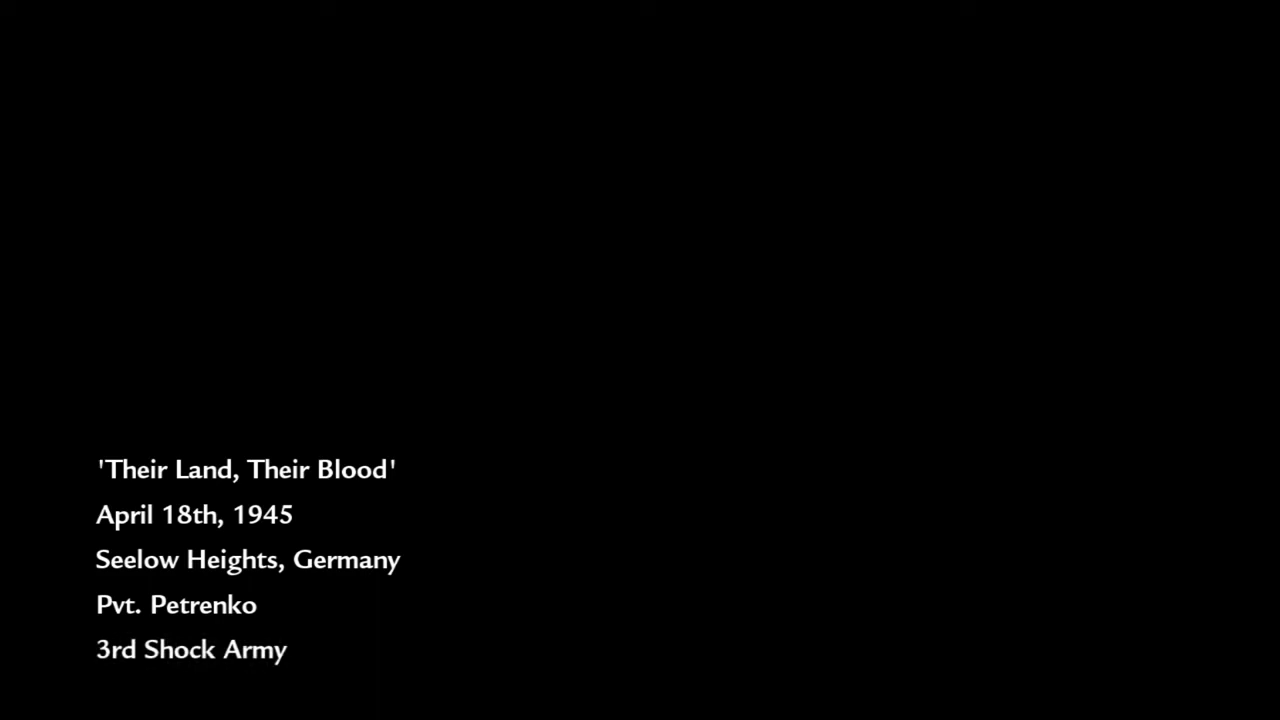 'Their Land, Their Blood'
April 18th, 1945
Seelow Heights, Germany
Pvt. Petrenko
3rd Shock Army